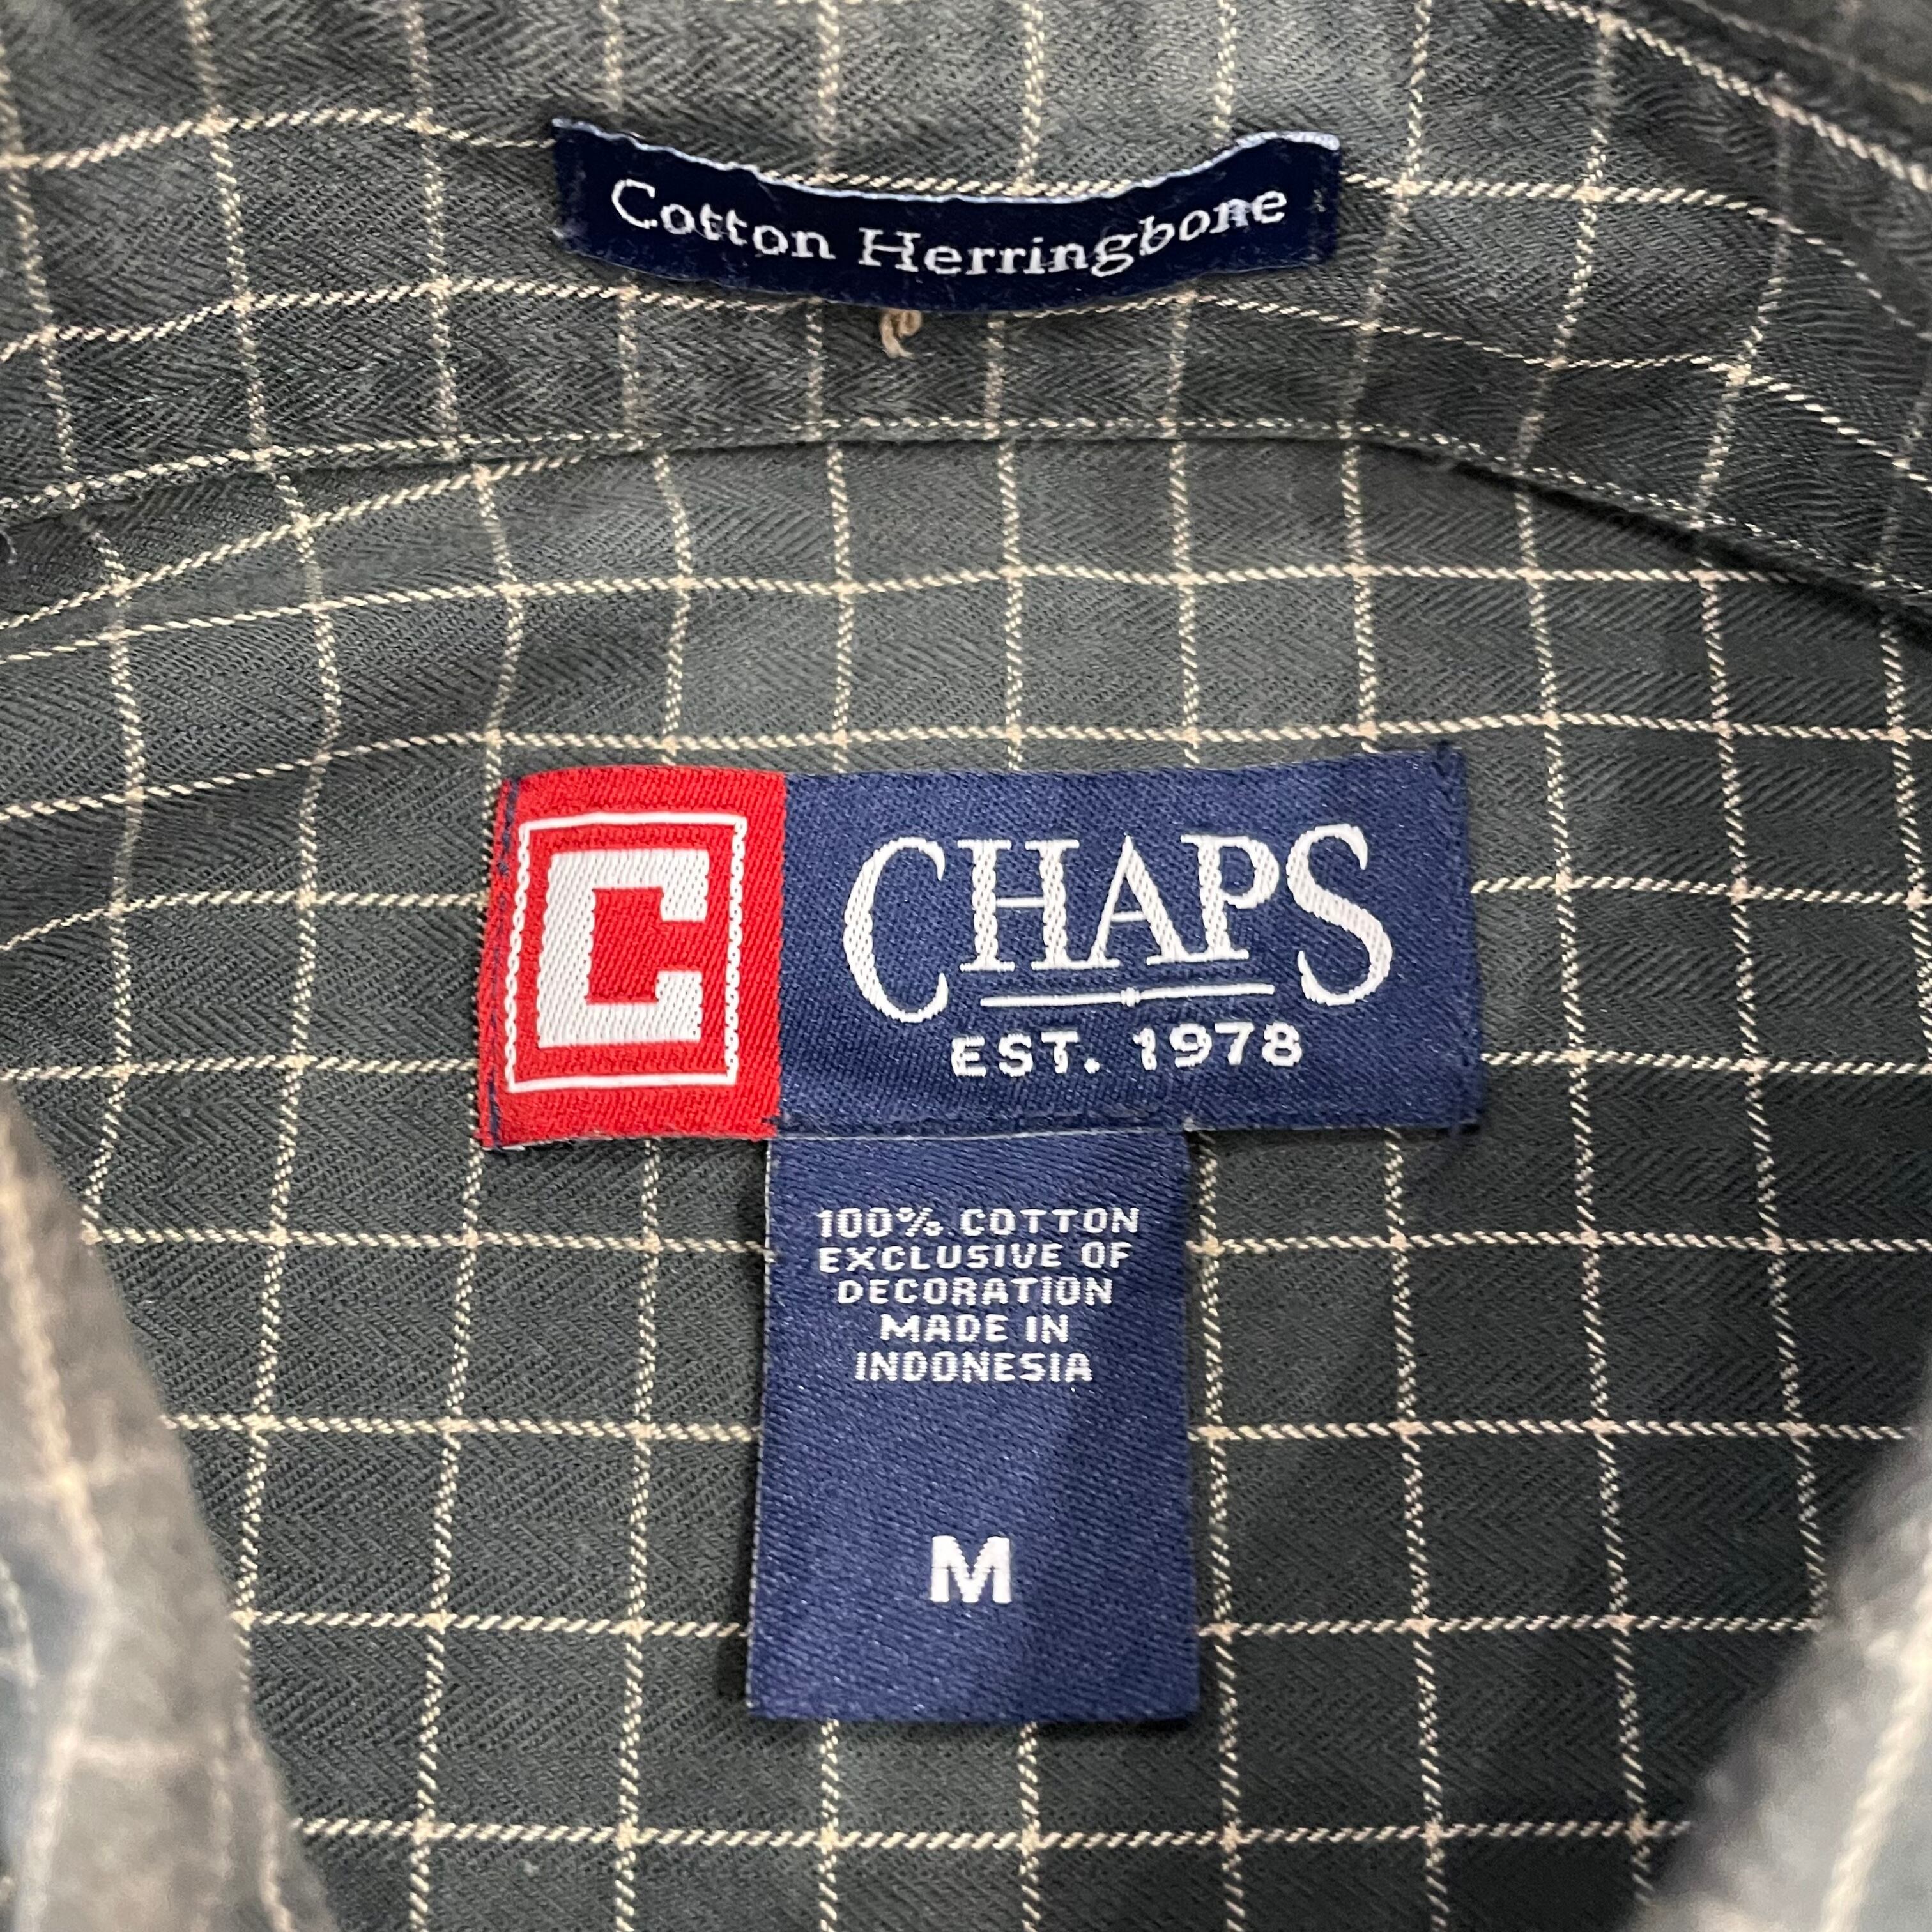 Cotton Herringbone
C
CHAPS
EST. 1978
100% COTTON
EXCLUSIVE OF
DECORATION
MADE IN
INDONESIA
M